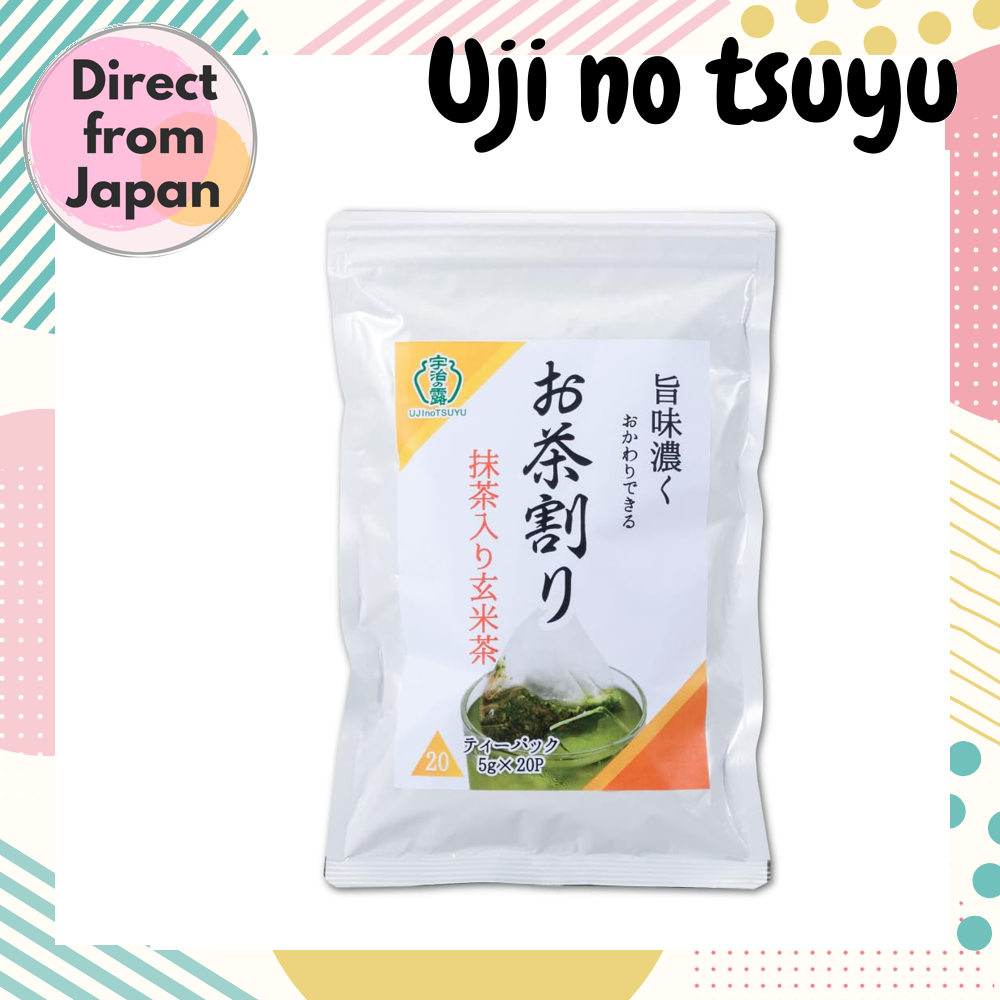 Direct
from
Japan
Uji no tsuyu
宇治の露
UJInoTSUYU
旨味濃く
おかわりできる
お茶割り
抹茶入り玄米茶
20
ティーパック
5g×20P